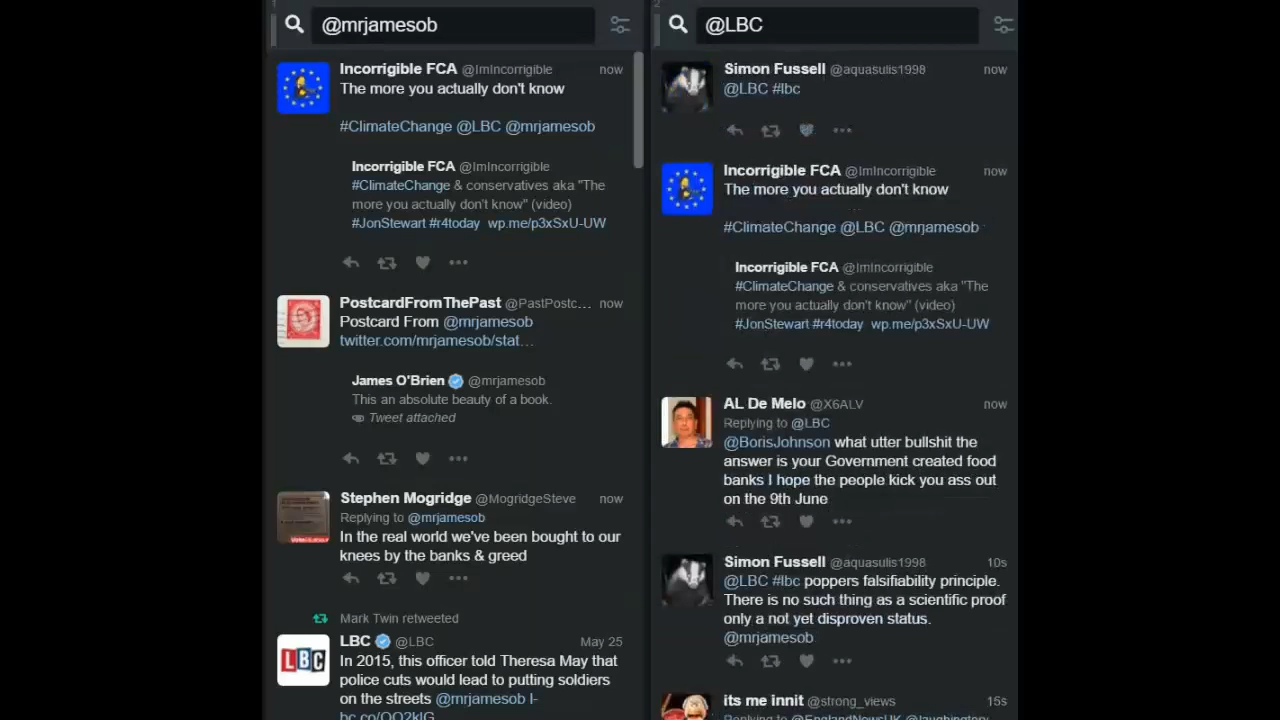 1
@mrjamesob
Incorrigible FCA @ImIncorrigible now
The more you actually don't know
#ClimateChange @LBC @mrjamesob
Incorrigible FCA @ImIncorrigible
#ClimateChange & conservatives aka "The
more you actually don't know" (video)
#JonStewart #r4today wp.me/p3xSxU-UW
PostcardFromThePast @PastPostc... now
Postcard From @mrjamesob
twitter.com/mrjamesob/stat...
James O'Brien @mrjamesob
This an absolute beauty of a book.
Tweet attached
Stephen Mogridge @MogridgeSteve now
Replying to @mrjamesob
In the real world we've been bought to our
knees by the banks & greed
Mark Twin retweeted
LBC
LBC @LBC May 25
In 2015, this officer told Theresa May that
police cuts would lead to putting soldiers
on the streets @mrjamesob l-
bc.co/OO2klG
2
@LBC
Simon Fussell @aquasulis1998 now
@LBC #lbc
Incorrigible FCA @ImIncorrigible now
The more you actually don't know
#ClimateChange @LBC @mrjamesob
Incorrigible FCA @ImIncorrigible
#ClimateChange & conservatives aka "The
more you actually don't know" (video)
#JonStewart #r4today wp.me/p3xSxU-UW
AL De Melo @X6ALV now
Replying to @LBC
@BorisJohnson what utter bullshit the
answer is your Government created food
banks I hope the people kick you ass out
on the 9th June
Simon Fussell @aquasulis1998 10s
@LBC #lbc poppers falsifiability principle.
There is no such thing as a scientific proof
only a not yet disproven status.
@mrjamesob
its me innit @strong_views 15s
Replying to @EnglandNewsUK @laughingtory